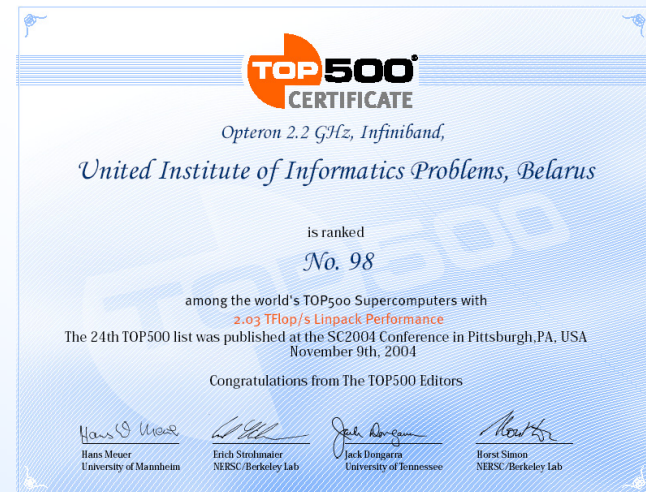 TOP500®
CERTIFICATE
Opteron 2.2 GHz, Infiniband,
United Institute of Informatics Problems, Belarus
is ranked
No. 98
among the world's TOP500 Supercomputers with
2.03 TFlop/s Linpack Performance
The 24th TOP500 list was published at the SC2004 Conference in Pittsburgh,PA, USA
November 9th, 2004
Congratulations from The TOP500 Editors
Hans Meuer
University of Mannheim
Erich Strohmaier
NERSC/Berkeley Lab
Jack Dongarra
University of Tennessee
Horst Simon
NERSC/Berkeley Lab